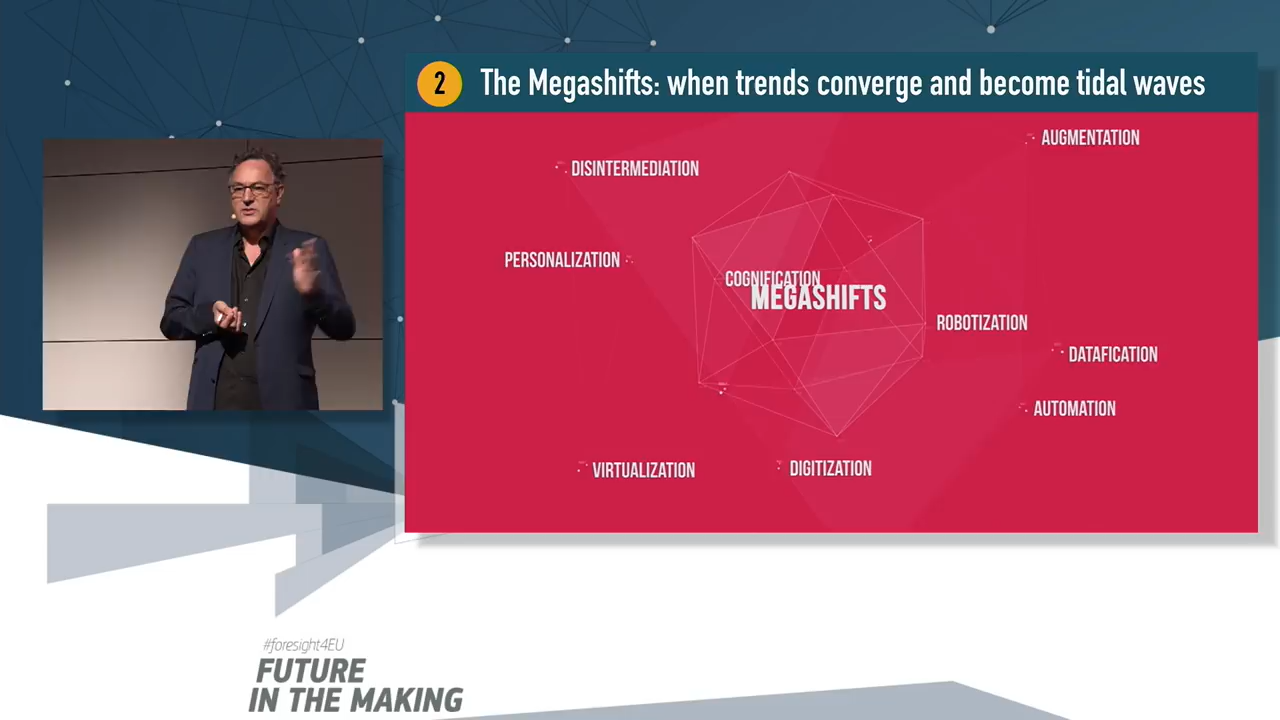 2 The Megashifts: when trends converge and become tidal waves
AUGMENTATION
DISINTERMEDIATION
PERSONALIZATION
COGNIFICATION
MEGASHIFTS
ROBOTIZATION
DATAFICATION
AUTOMATION
VIRTUALIZATION
DIGITIZATION
#foresight4EU
FUTURE
IN THE MAKING